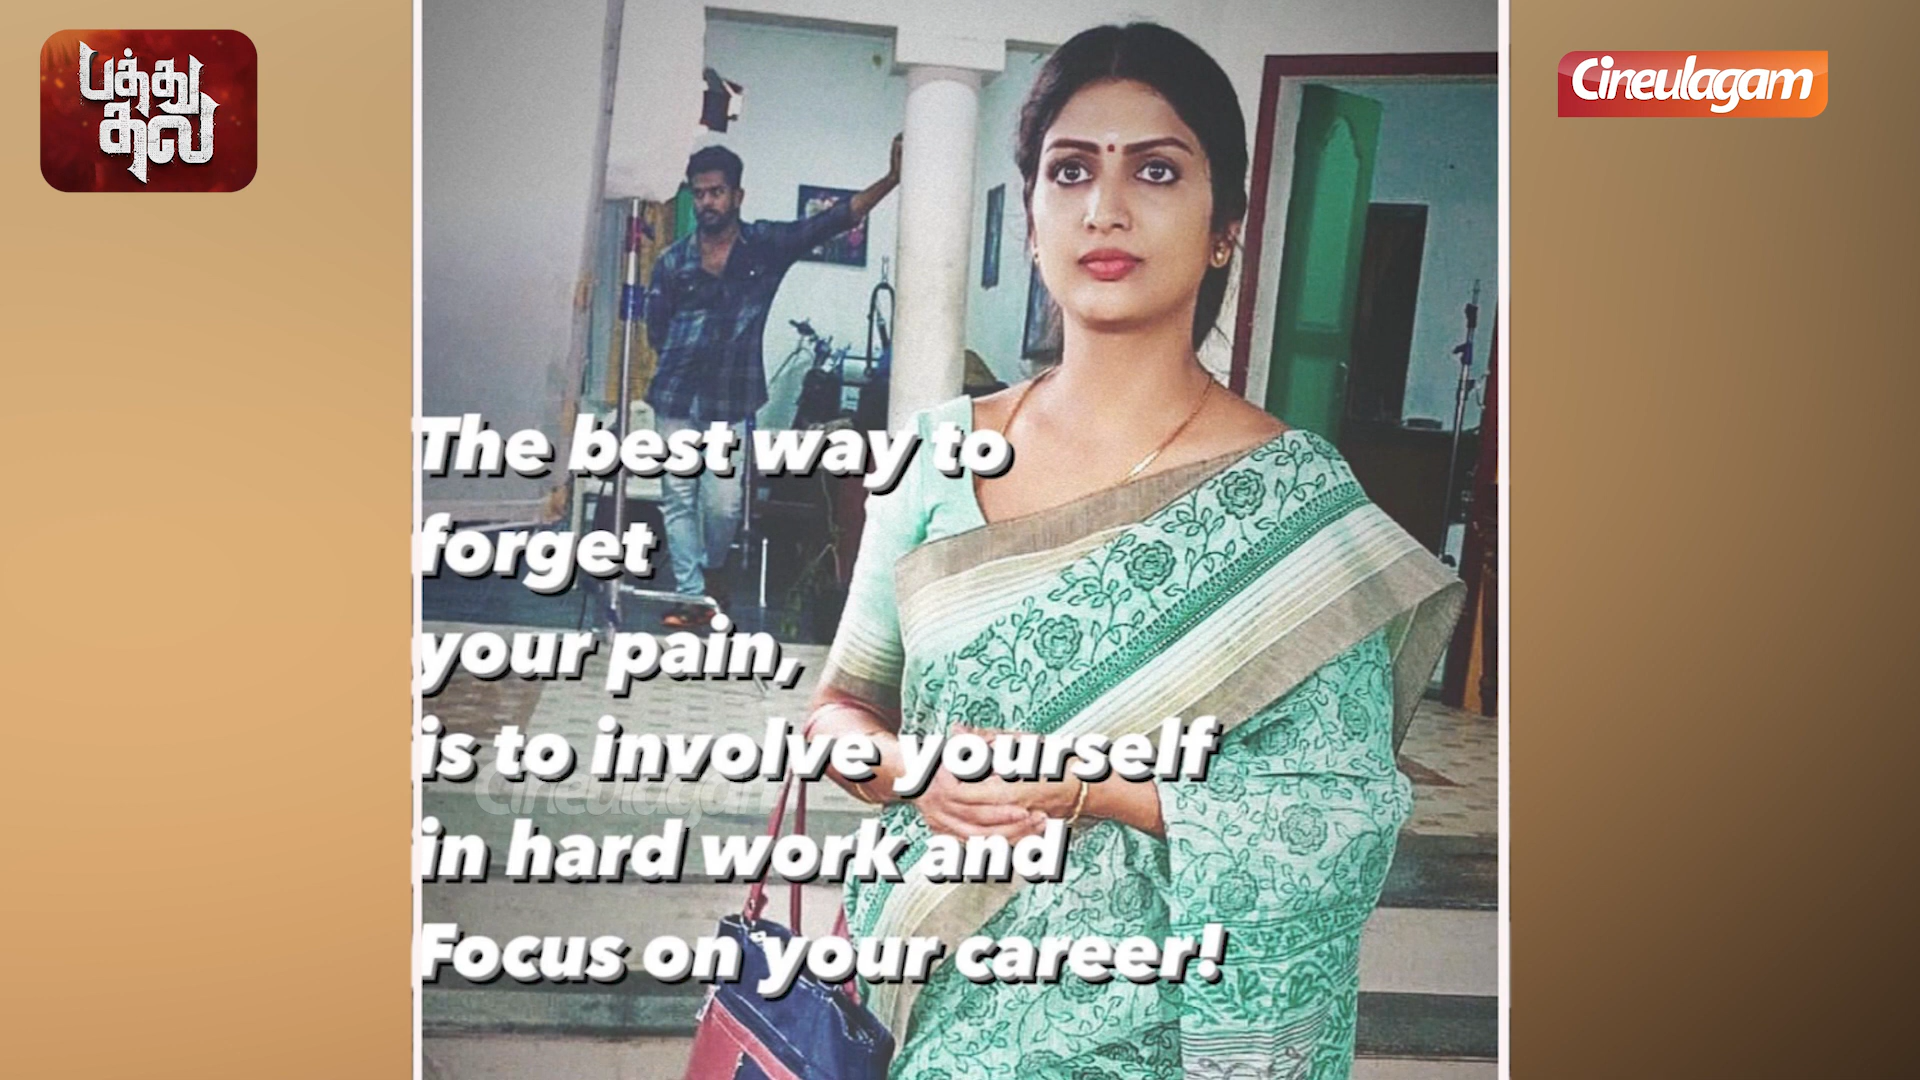 பத்து
தல
Cineulagam
The best way to
forget
your pain,
is to involve yourself
Cineulagam
in hard work and
Focus on your career!